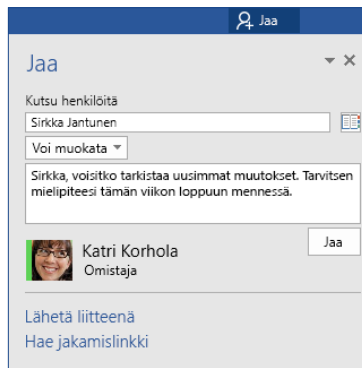 Jaa
Jaa
Kutsu henkilöitä
Sirkka Jantunen
Voi muokata
Sirkka, voisitko tarkistaa uusimmat muutokset. Tarvitsen
mielipiteesi tämän viikon loppuun mennessä.
Jaa
Katri Korhola
Omistaja
Lähetä liitteenä
Hae jakamislinkki